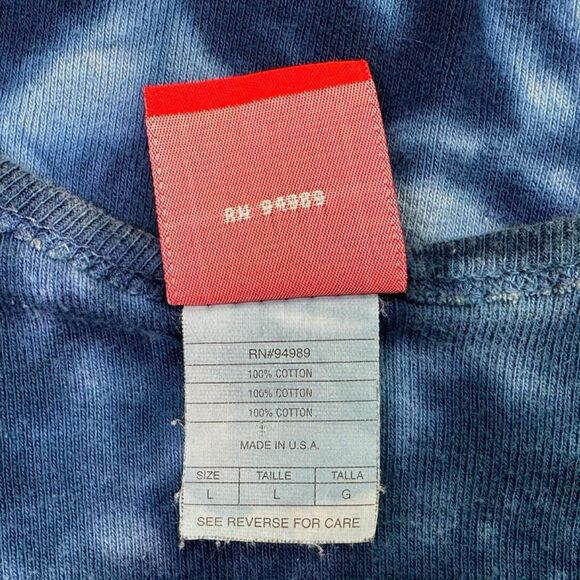 RN 94989
RN#94989
100% COTTON
100% COTTON
100% COTTON
MADE IN U.S.A.
SIZE TAILLE TALLA
L L G
SEE REVERSE FOR CARE